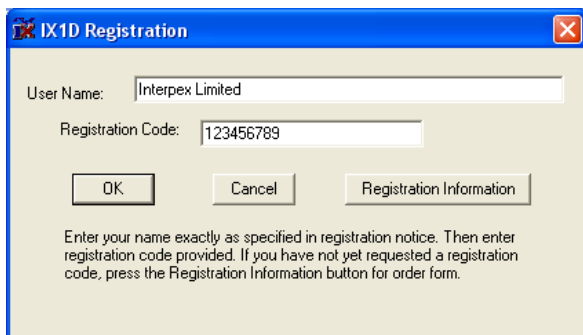 IX1D Registration
User Name: Interpex Limited
Registration Code: 123456789
OK Cancel Registration Information
Enter your name exactly as specified in registration notice. Then enter
registration code provided. If you have not yet requested a registration
code, press the Registration Information button for order form.